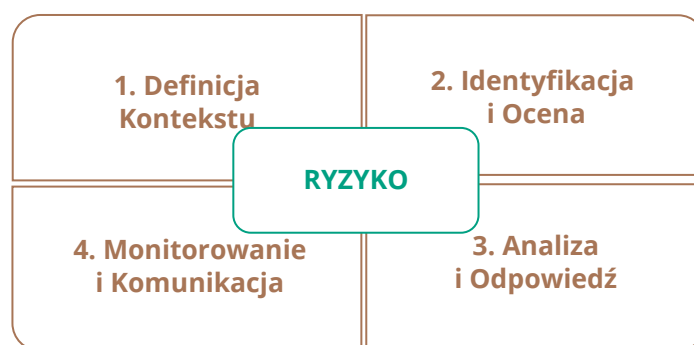 1. Definicja
Kontekstu
2. Identyfikacja
i Ocena
RYZYKO
4. Monitorowanie
i Komunikacja
3. Analiza
i Odpowiedź